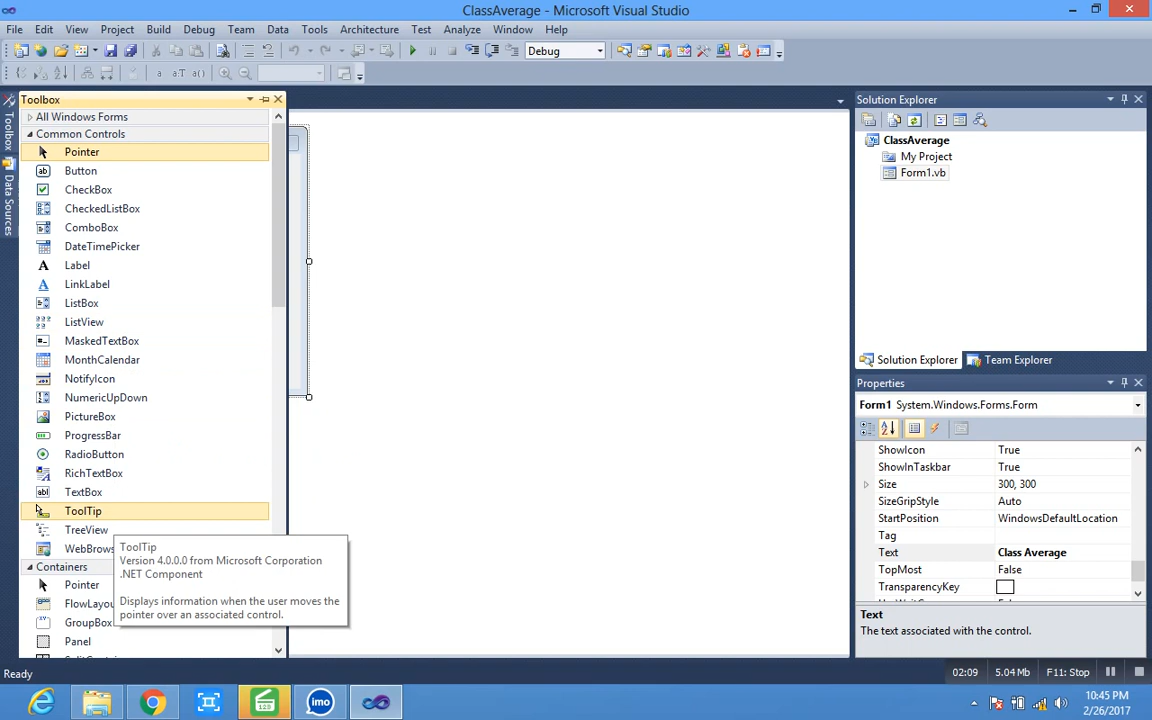 ClassAverage - Microsoft Visual Studio
File Edit View Project Build Debug Team Data Tools Architecture Test Analyze Window Help
Debug
a a:T a()
Toolbox
Data Sources
Toolbox
All Windows Forms
Common Controls
Pointer
Button
CheckBox
CheckedListBox
ComboBox
DateTimePicker
Label
LinkLabel
ListBox
ListView
MaskedTextBox
MonthCalendar
NotifyIcon
NumericUpDown
PictureBox
ProgressBar
RadioButton
RichTextBox
TextBox
ToolTip
TreeView
WebBrows
Containers
Pointer
FlowLayou
GroupBox
Panel
ToolTip
Version 4.0.0.0 from Microsoft Corporation
.NET Component
Displays information when the user moves the
pointer over an associated control.
Solution Explorer
ClassAverage
My Project
Form1.vb
Solution Explorer Team Explorer
Properties
Form1 System.Windows.Forms.Form
ShowIcon True
ShowInTaskbar True
Size 300, 300
SizeGripStyle Auto
StartPosition WindowsDefaultLocation
Tag
Text Class Average
TopMost False
TransparencyKey
Text
The text associated with the control.
Ready
02:09 5.04 Mb F11: Stop
123
imo
10:45 PM
2/26/2017